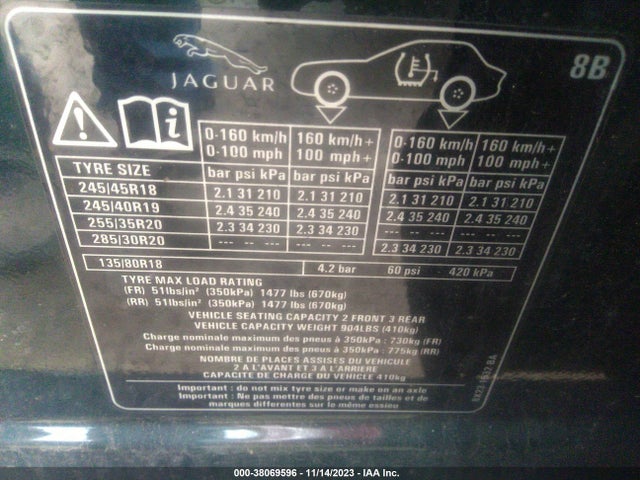 JAGUAR
8B
0-160 km/h 160 km/h+ 0-160 km/h 160 km/h+
0-100 mph 100 mph+ 0-100 mph 100 mph+
TYRE SIZE bar psi kPa bar psi kPa bar psi kPa bar psi kPa
245/45R18 2.1 31 210 2.1 31 210 2.1 31 210 2.1 31 210
245/40R19 2.4 35 240 2.4 35 240 2.4 35 240 2.4 35 240
255/35R20 2.3 34 230 2.3 34 230 -- -- -- -- -- --
285/30R20 -- -- -- -- -- -- 2.3 34 230 2.3 34 230
135/80R18 4.2 bar 60 psi - 420 kPa
TYRE MAX LOAD RATING
(FR) 51lbs/in² (350kPa) 1477 lbs (670kg)
(RR) 51lbs/in² (350kPa) 1477 lbs (670kg)
VEHICLE SEATING CAPACITY 2 FRONT 3 REAR
VEHICLE CAPACITY WEIGHT 904LBS (410kg)
Charge nominale maximum des pneus à 350kPa : 730kg (FR)
Charge nominale maximum des pneus à 350kPa : 775kg (RR)
NOMBRE DE PLACES ASSISES DU VEHICULE
2 A L'AVANT ET 3 A L'ARRIERE
CAPACITE DE CHARGE DU VEHICLE 410kg
Important : do not mix tyre size or make on an axle
Important : Ne pas mettre des pneus de tailles et de
marques differentes sur le même essieu
000-38069596 - 11/14/2023 - IAA Inc.